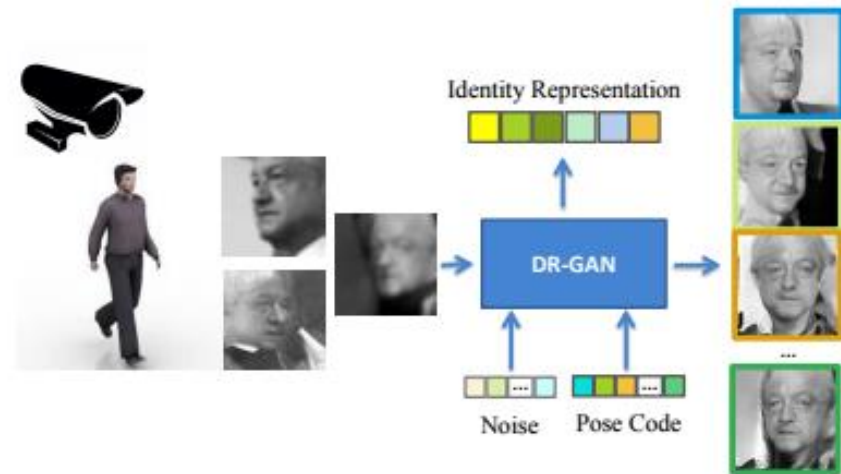 Identity Representation
DR-GAN
...
...
...
Noise
Pose Code